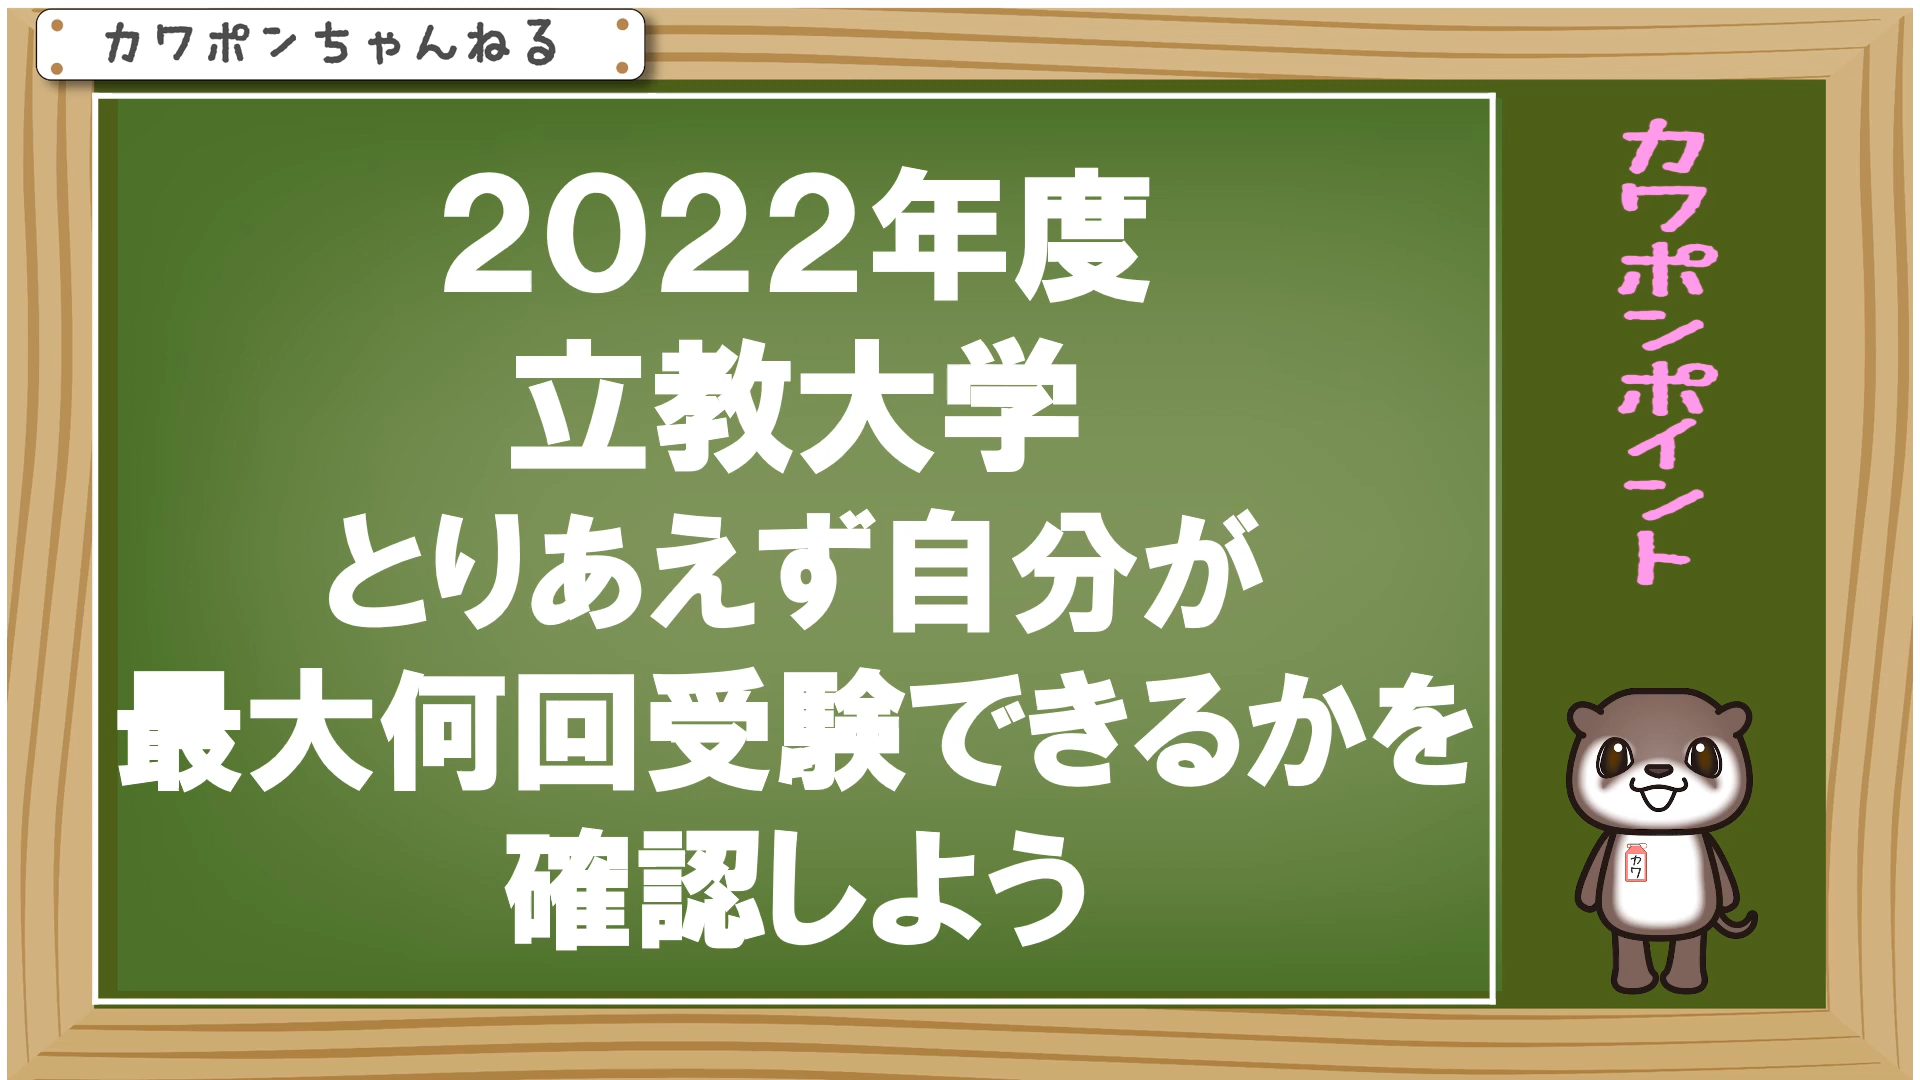 カワポンちゃんねる
2022年度
立教大学
とりあえず自分が
最大何回受験できるかを
確認しよう
カワポンポイント
カワ